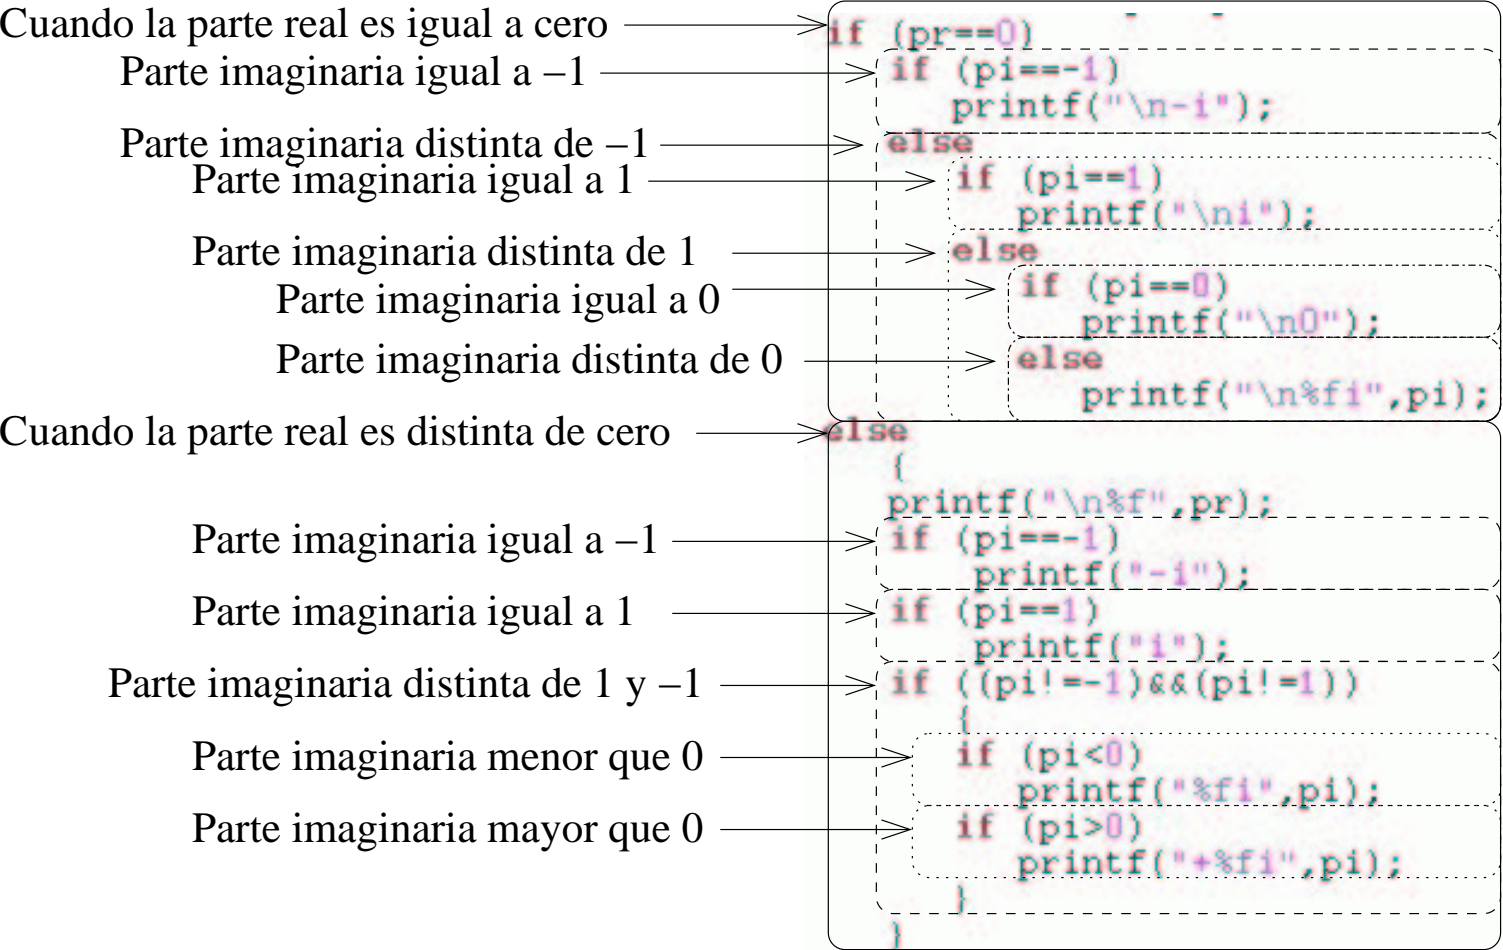 Cuando la parte real es igual a cero if (pr==0)
Parte imaginaria igual a −1 if (pi==-1)
printf("\n-i");
Parte imaginaria distinta de −1 else
Parte imaginaria igual a 1 if (pi==1)
printf("\ni");
Parte imaginaria distinta de 1 else
Parte imaginaria igual a 0 if (pi==0)
printf("\n0");
Parte imaginaria distinta de 0 else
printf("\n%fi",pi);
Cuando la parte real es distinta de cero else
{
printf("\n%f",pr);
Parte imaginaria igual a −1 if (pi==-1)
printf("-i");
Parte imaginaria igual a 1 if (pi==1)
printf("i");
Parte imaginaria distinta de 1 y −1 if ((pi!=-1)&&(pi!=1))
{
Parte imaginaria menor que 0 if (pi<0)
printf("%fi",pi);
Parte imaginaria mayor que 0 if (pi>0)
printf("+%fi",pi);
}
}